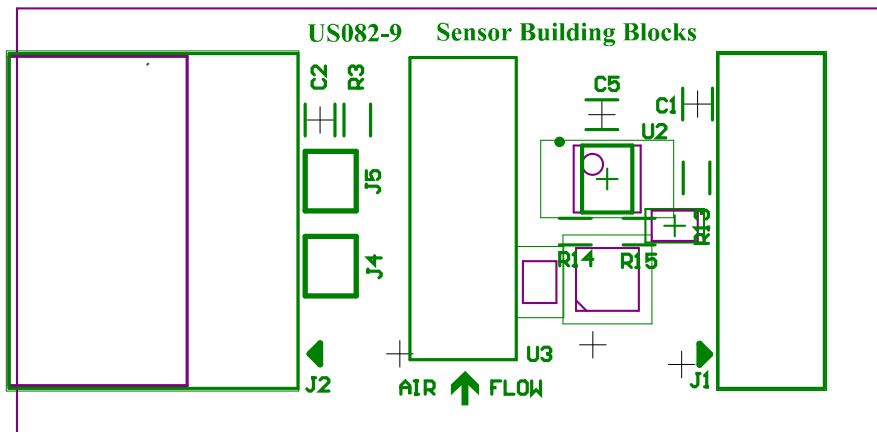 US082-9 Sensor Building Blocks
C2 R3 C5 C1
U2
J5
R13
J4 R14 R15
U3
J2 J1
AIR FLOW